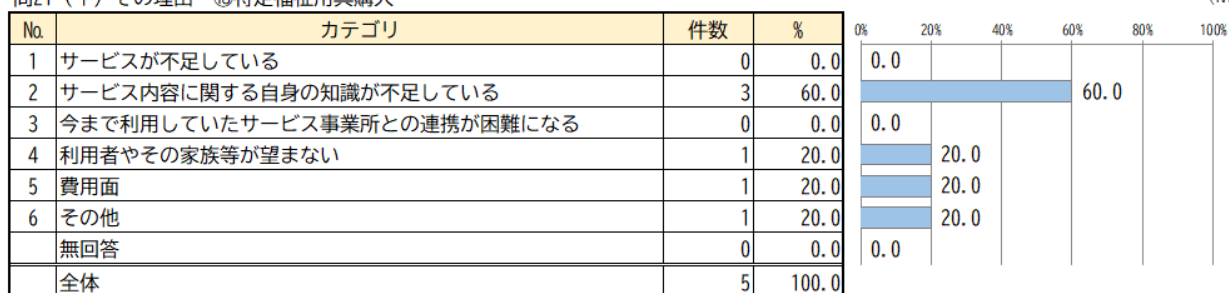 No. カテゴリ 件数 % 0% 20% 40% 60% 80% 100%
1 サービスが不足している 0 0.0 0.0
2 サービス内容に関する自身の知識が不足している 3 60.0 60.0
3 今まで利用していたサービス事業所との連携が困難になる 0 0.0 0.0
4 利用者やその家族等が望まない 1 20.0 20.0
5 費用面 1 20.0 20.0
6 その他 1 20.0 20.0
無回答 0 0.0 0.0
全体 5 100.0